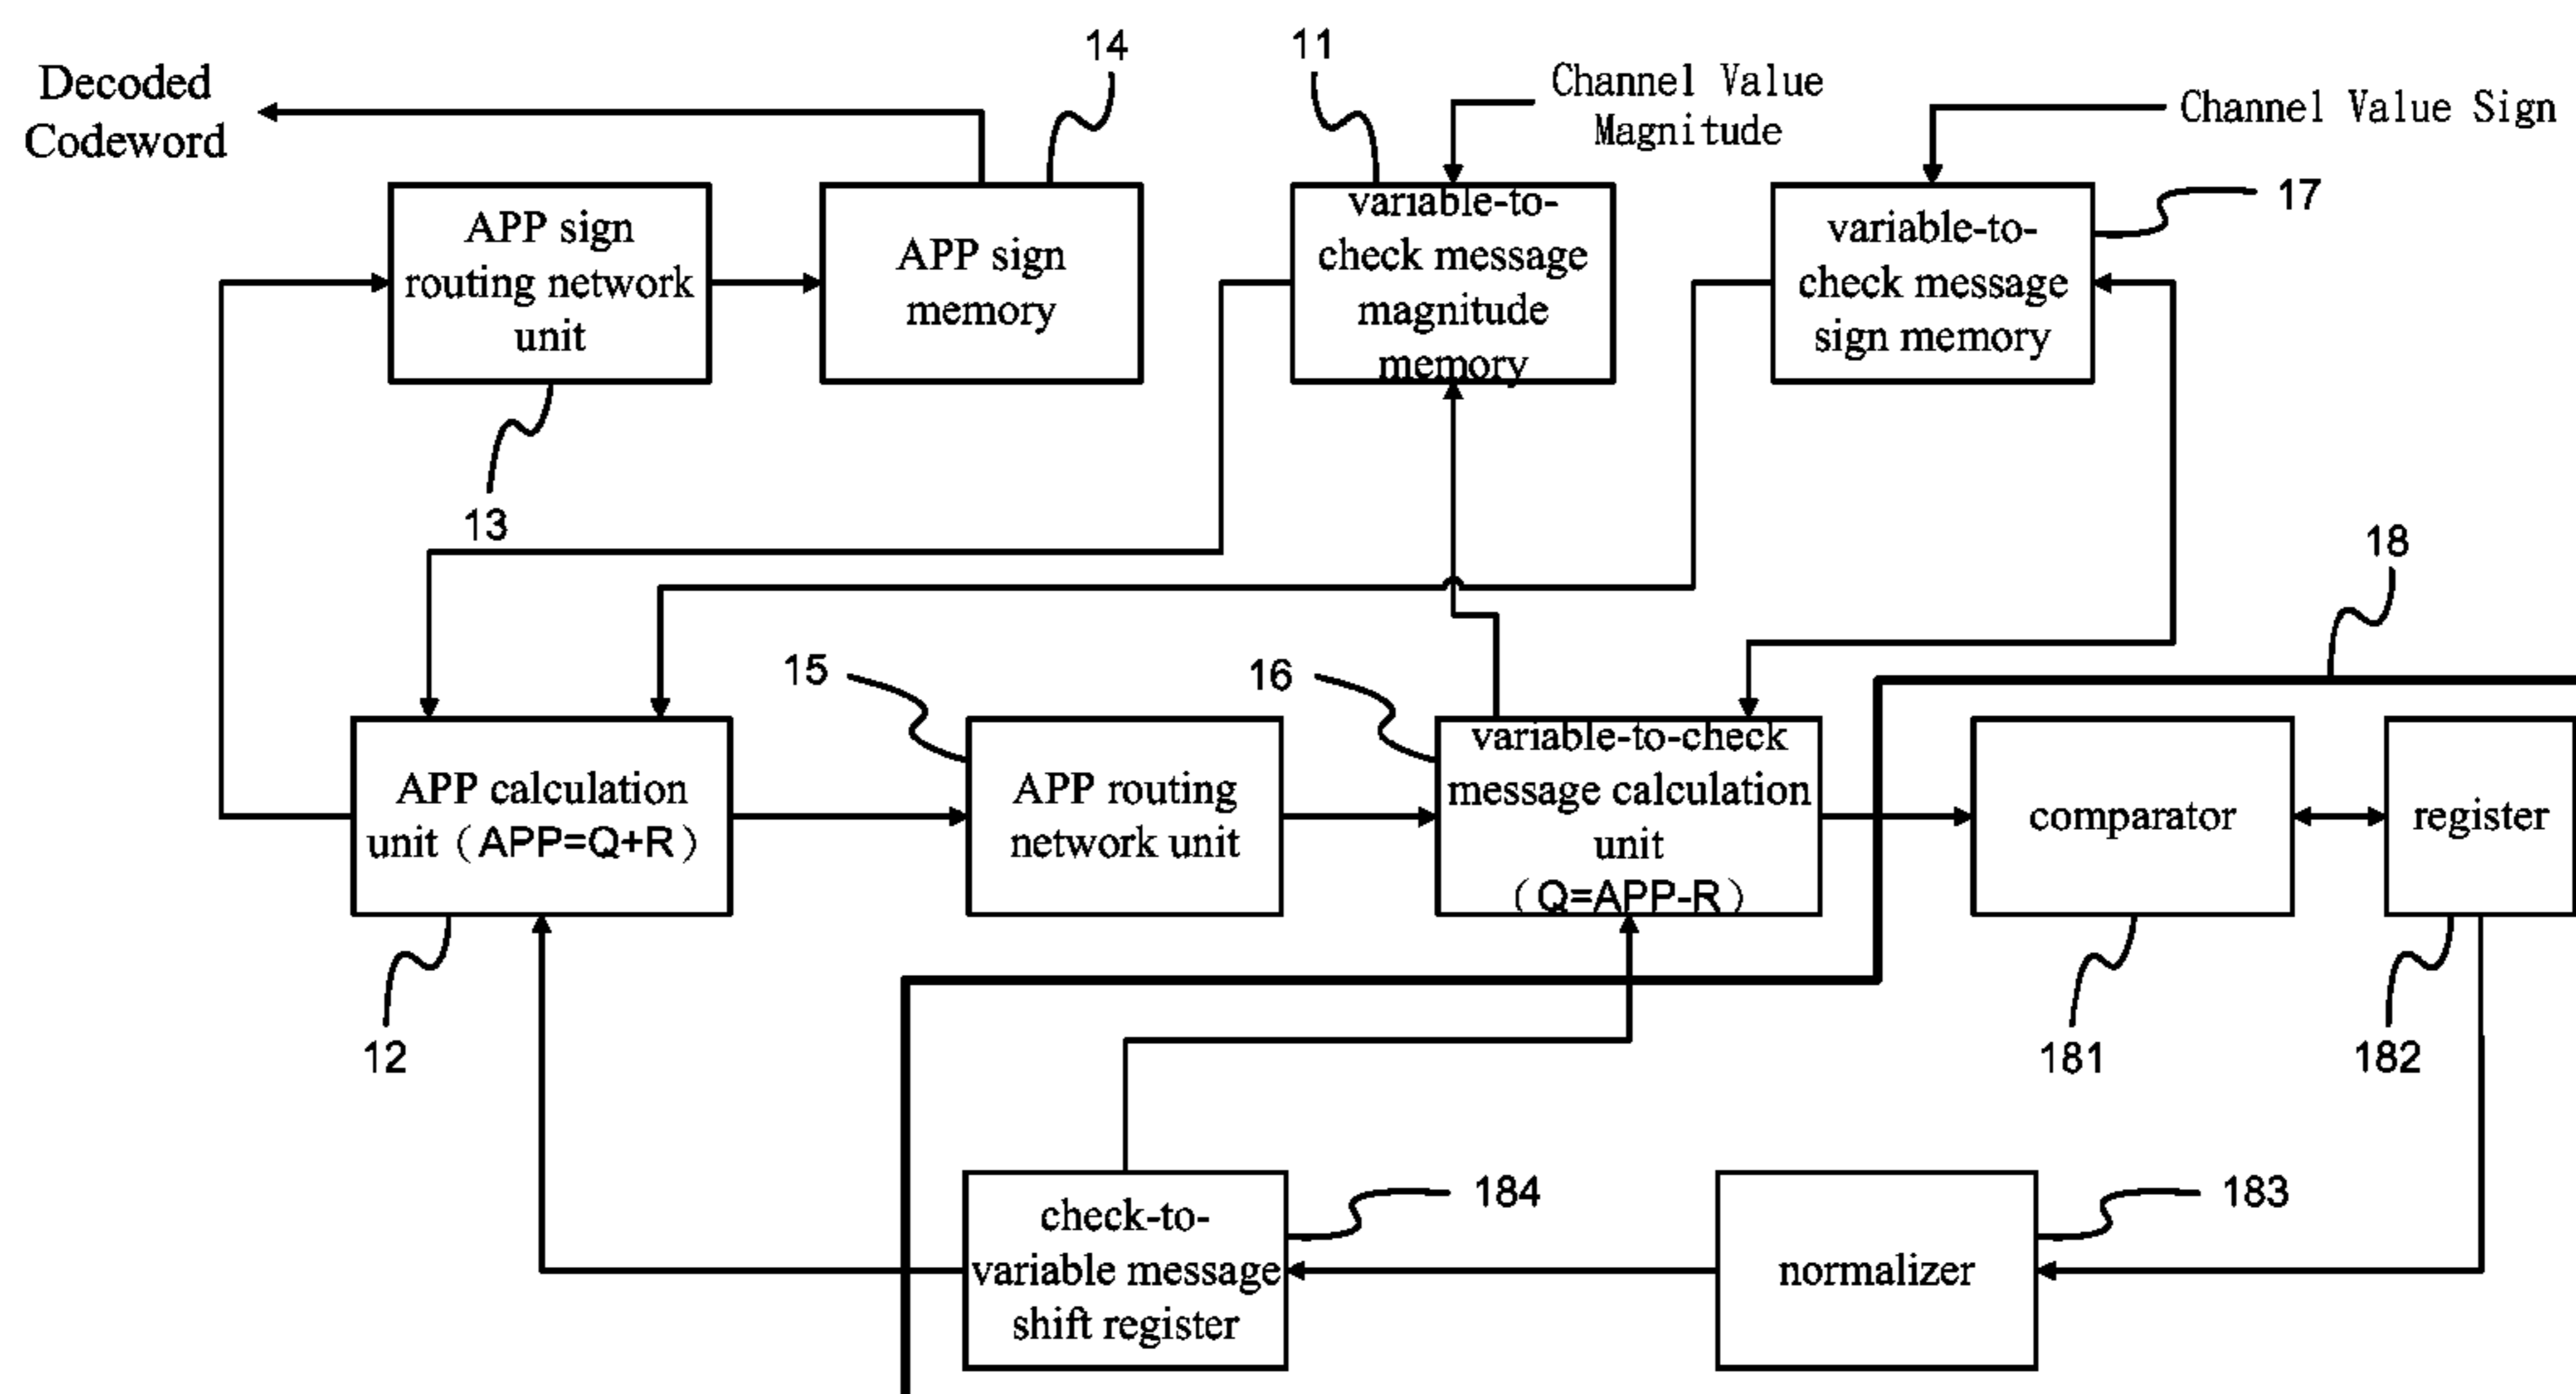 Decoded
Codeword
14
11
Channel Value
Magnitude
Channel Value Sign
17
APP sign
routing network
unit
APP sign
memory
variable-to-
check message
magnitude
memory
variable-to-
check message
sign memory
13
18
15
16
APP calculation
unit（APP=Q+R）
APP routing
network unit
variable-to-check
message calculation
unit
（Q=APP-R）
comparator
register
12
181
182
184
183
check-to-
variable message
shift register
normalizer